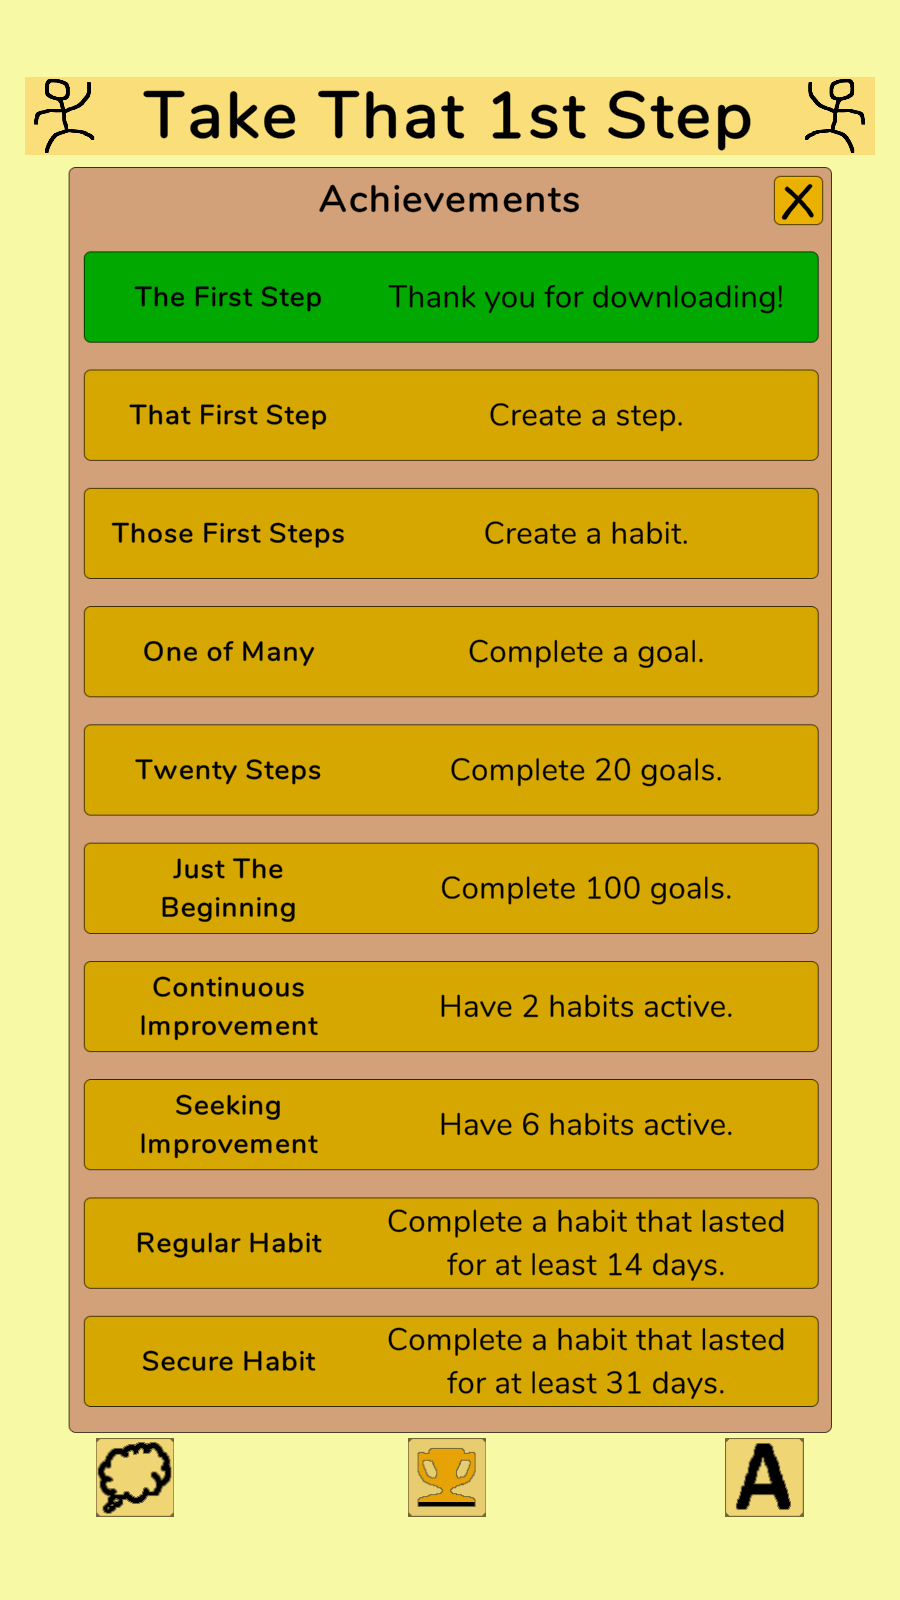 Take That 1st Step
Achievements
The First Step
Thank you for downloading!
That First Step
Create a step.
Those First Steps
Create a habit.
One of Many
Complete a goal.
Twenty Steps
Complete 20 goals.
Just The
Beginning
Complete 100 goals.
Continuous
Improvement
Have 2 habits active.
Seeking
Improvement
Have 6 habits active.
Regular Habit
Complete a habit that lasted
for at least 14 days.
Secure Habit
Complete a habit that lasted
for at least 31 days.
A